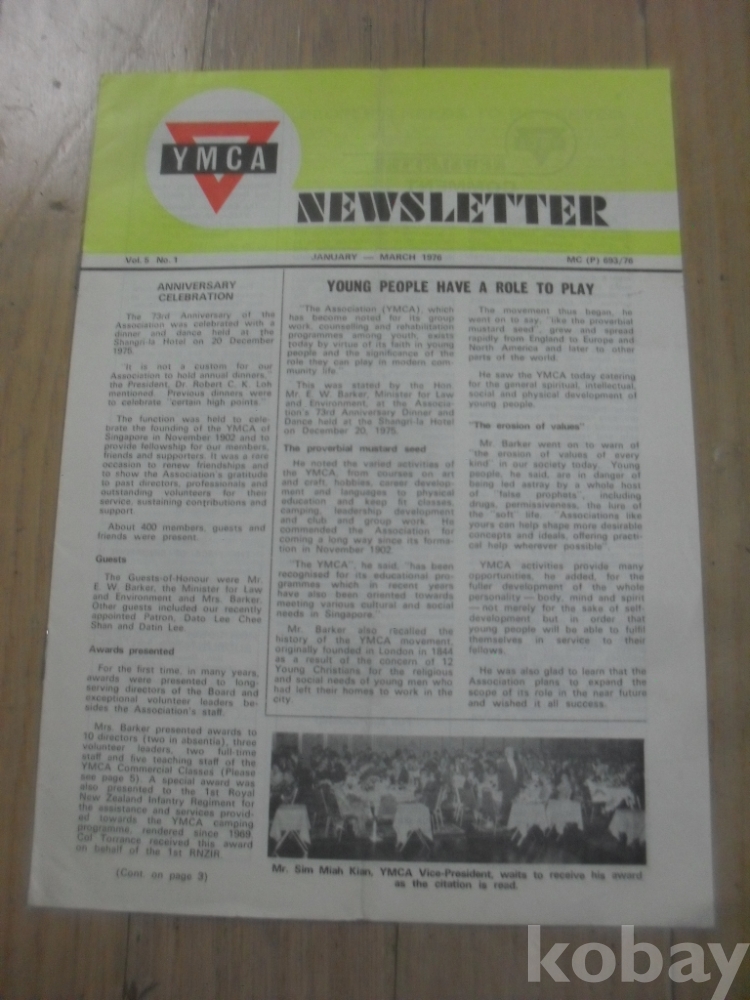 YMCA
NEWSLETTER
Vol. 5 No. 1
JANUARY — MARCH 1976
MC (P) 693/76
ANNIVERSARY
CELEBRATION
The 73rd Anniversary of the
Association was celebrated with a
dinner and dance held at the
Shangri-la Hotel on 20 December
1975.
"It is not a custom for our
Association to hold annual dinners,"
the President, Dr. Robert C. K. Loh
mentioned. Previous dinners were
to celebrate "certain high points."
The function was held to cele-
brate the founding of the YMCA of
Singapore in November 1902 and to
provide fellowship for our members,
friends and supporters. It was a rare
occasion to renew friendships and
to show the Association's gratitude
to past directors, professionals and
outstanding volunteers for their
service, sustaining contributions and
support.
About 400 members, guests and
friends were present.
Guests
The Guests-of-Honour were Mr.
E. W. Barker, the Minister for Law
and Environment and Mrs. Barker.
Other guests included our recently
appointed Patron, Dato Lee Chee
Shan and Datin Lee.
Awards presented
For the first time, in many years,
awards were presented to long-
serving directors of the Board and
exceptional volunteer leaders be-
sides the Association's staff.
Mrs. Barker presented awards to
10 directors (two in absentia), three
volunteer leaders, two full-time
staff and five teaching staff of the
YMCA Commercial Classes (Please
see page 5). A special award was
also presented to the 1st Royal
New Zealand Infantry Regiment for
the assistance and services provid-
ed towards the YMCA camping
programme, rendered since 1969.
Col Torrance received this award
on behalf of the 1st RNZIR.
(Cont. on page 3)
YOUNG PEOPLE HAVE A ROLE TO PLAY
"The Association (YMCA), which
has become noted for its group
work, counselling and rehabilitation
programmes among youth, exists
today by virtue of its faith in young
people and the significance of the
role they can play in modern com-
munity life."
This was stated by the Hon.
Mr. E. W. Barker, Minister for Law
and Environment, at the Associa-
tion's 73rd Anniversary Dinner and
Dance held at the Shangri-la Hotel
on December 20, 1975.
The proverbial mustard seed
He noted the varied activities of
the YMCA, from courses on art
and craft, hobbies, career develop-
ment and languages to physical
education and keep fit classes,
camping, leadership development
and club and group work. He
commended the Association for
coming a long way since its forma-
tion in November 1902.
"The YMCA", he said, "has been
recognised for its educational pro-
grammes which in recent years
have also been oriented towards
meeting various cultural and social
needs in Singapore."
Mr. Barker also recalled the
history of the YMCA movement,
originally founded in London in 1844
as a result of the concern of 12
Young Christians for the religious
and social needs of young men who
had left their homes to work in the
city.
The movement thus began, he
went on to say, "like the proverbial
mustard seed", grew and spread
rapidly from England to Europe and
North America and later to other
parts of the world.
He saw the YMCA today catering
for the general spiritual, intellectual,
social and physical development of
young people.
"The erosion of values"
Mr. Barker went on to warn of
"the erosion of values of every
kind" in our society today. Young
people, he said, are in danger of
being led astray by a whole host
of "false prophets", including
drugs, permissiveness, the lure of
the "soft" life. "Associations like
yours can help shape more desirable
concepts and ideals, offering practi-
cal help wherever possible".
YMCA activities provide many
opportunities, he added, for the
fuller development of the whole
personality — body, mind and spirit
— not merely for the sake of self-
development but in order that
young people will be able to fulfil
themselves in service to their
fellows.
He was also glad to learn that the
Association plans to expand the
scope of its role in the near future
and wished it all success.
Mr. Sim Miah Kian, YMCA Vice-President, waits to receive his award
as the citation is read.
kobay